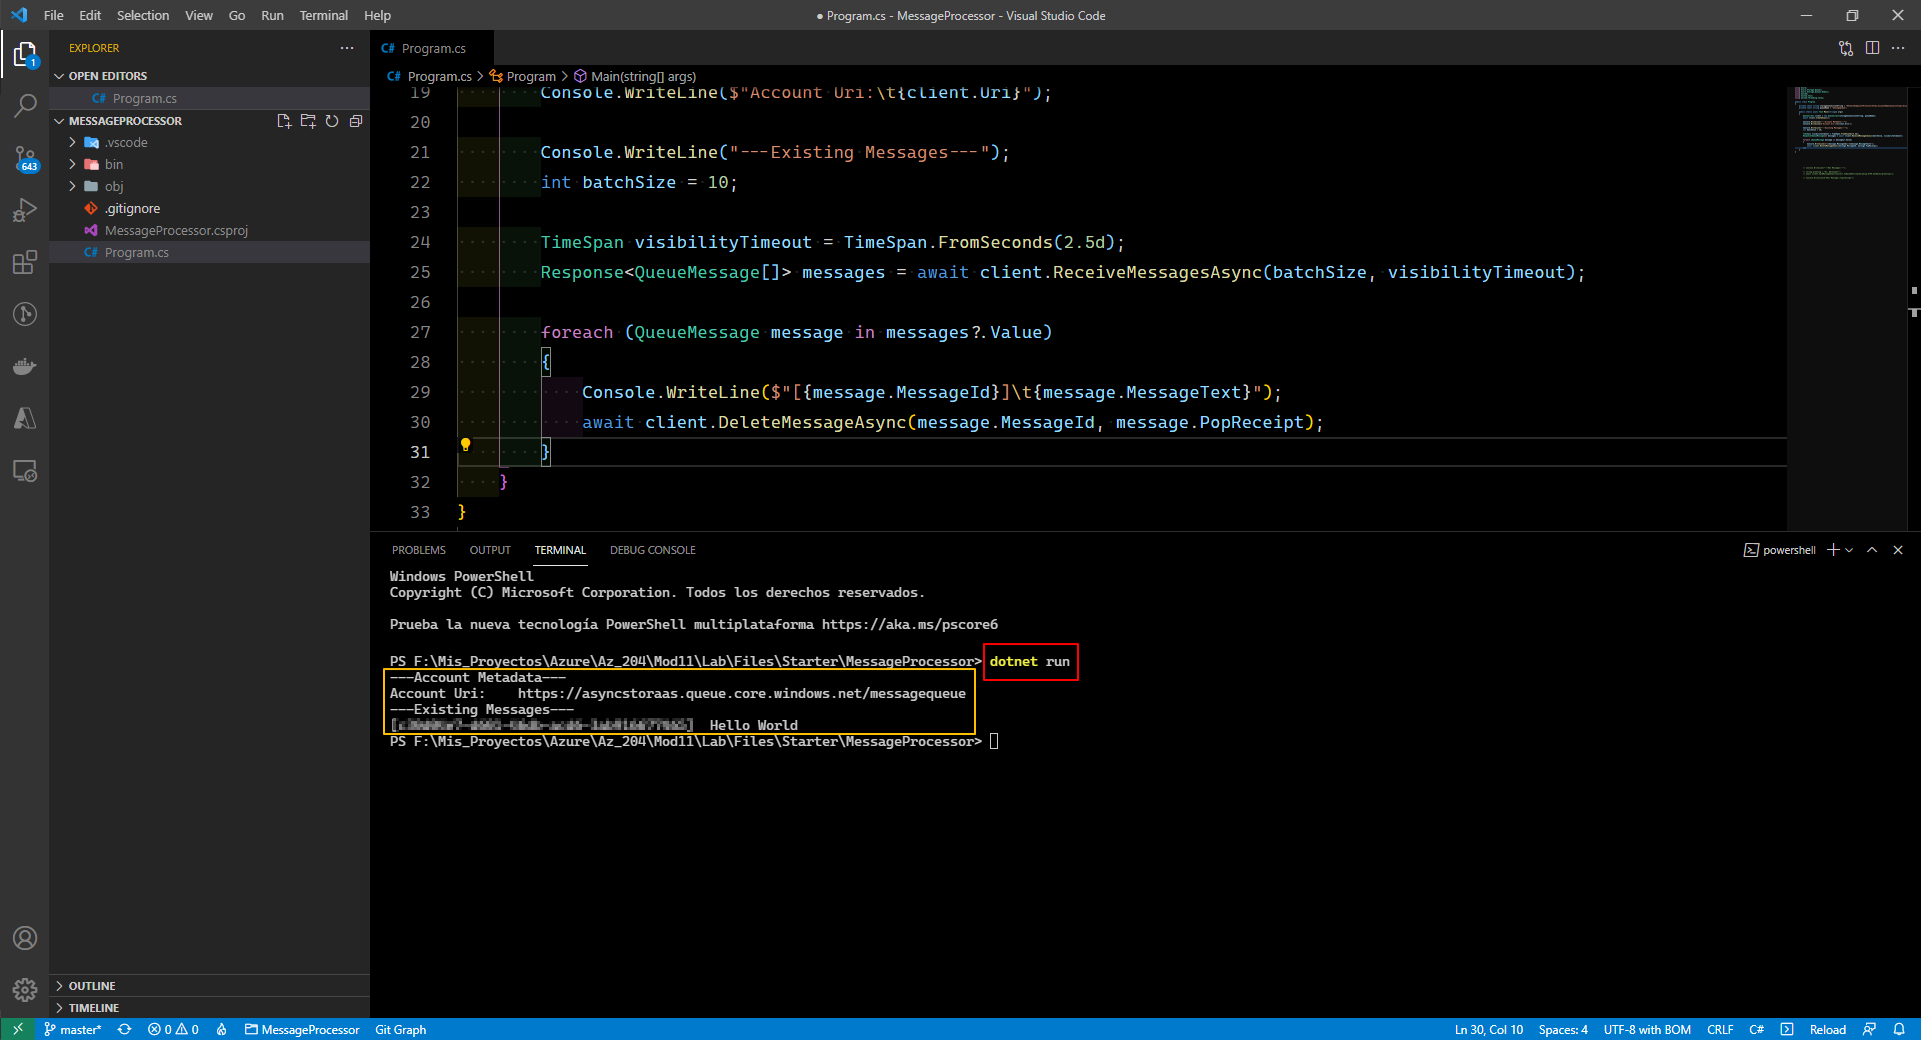 File Edit Selection View Go Run Terminal Help
● Program.cs - MessageProcessor - Visual Studio Code
EXPLORER
OPEN EDITORS
C# Program.cs
MESSAGEPROCESSOR
.vscode
bin
obj
.gitignore
MessageProcessor.csproj
C# Program.cs
1
643
OUTLINE
TIMELINE
C# Program.cs
C# Program.cs > Program > Main(string[] args)
19 Console.WriteLine($"Account Uri:\t{client.Uri}");
20
21 Console.WriteLine("---Existing Messages---");
22 int batchSize = 10;
23
24 TimeSpan visibilityTimeout = TimeSpan.FromSeconds(2.5d);
25 Response<QueueMessage[]> messages = await client.ReceiveMessagesAsync(batchSize, visibilityTimeout);
26
27 foreach (QueueMessage message in messages?.Value)
28 {
29 Console.WriteLine($"[{message.MessageId}]\t{message.MessageText}");
30 await client.DeleteMessageAsync(message.MessageId, message.PopReceipt);
31 }
32 }
33 }
PROBLEMS OUTPUT TERMINAL DEBUG CONSOLE
powershell
Windows PowerShell
Copyright (C) Microsoft Corporation. Todos los derechos reservados.
Prueba la nueva tecnología PowerShell multiplataforma https://aka.ms/pscore6
PS F:\Mis_Proyectos\Azure\Az_204\Mod11\Lab\Files\Starter\MessageProcessor> dotnet run
---Account Metadata---
Account Uri: https://asyncstoraas.queue.core.windows.net/messagequeue
---Existing Messages---
[ ] Hello World
PS F:\Mis_Proyectos\Azure\Az_204\Mod11\Lab\Files\Starter\MessageProcessor>
master* 0 0 MessageProcessor Git Graph
Ln 30, Col 10 Spaces: 4 UTF-8 with BOM CRLF C# Reload